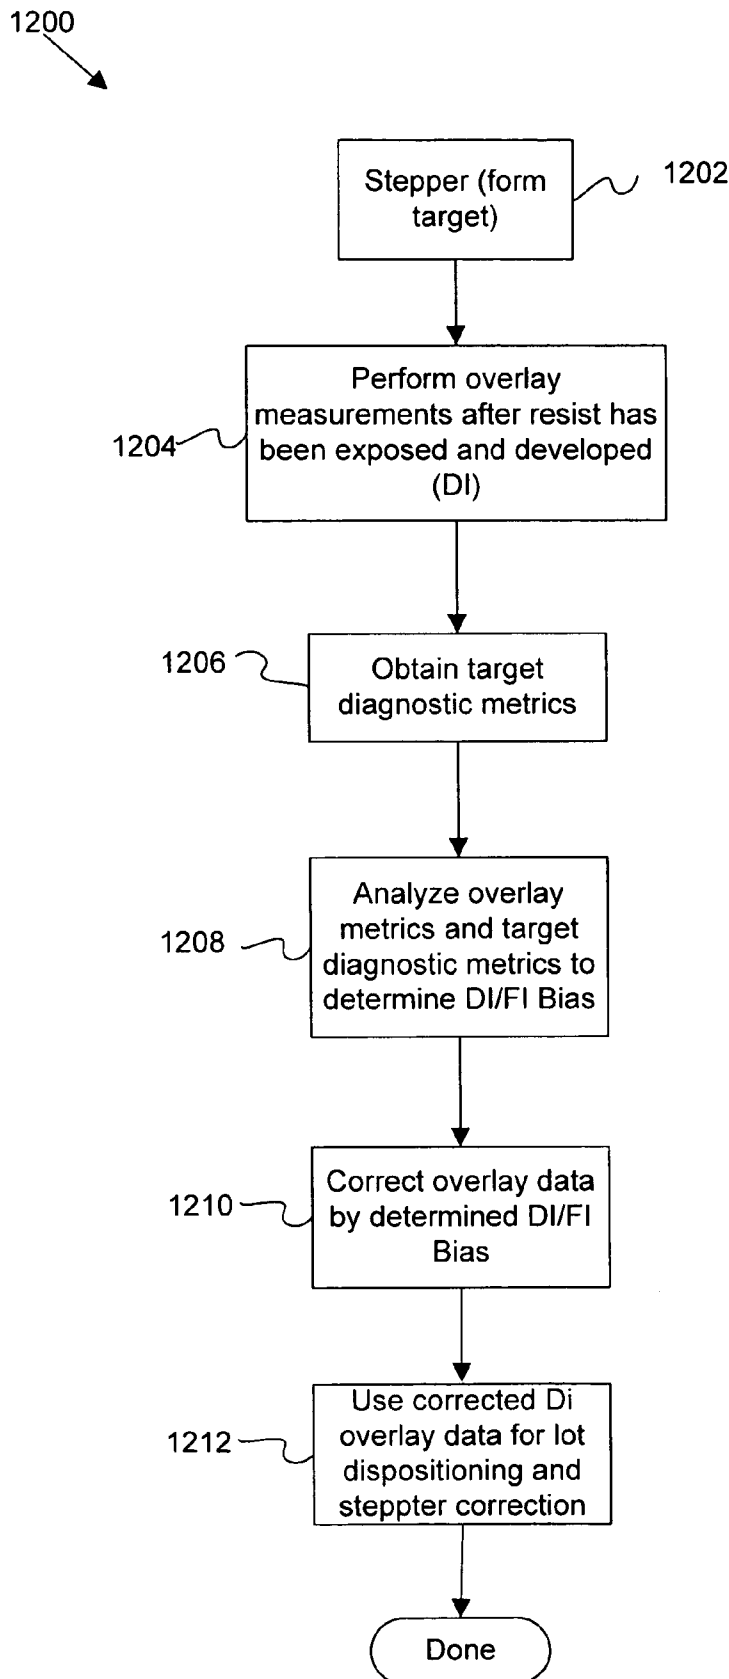 1200
Stepper (form
target)
1202
Perform overlay
measurements after resist has
been exposed and developed
(DI)
1204
1206
Obtain target
diagnostic metrics
Analyze overlay
metrics and target
diagnostic metrics to
determine DI/FI Bias
1208
Correct overlay data
by determined DI/FI
Bias
1210
Use corrected Di
overlay data for lot
dispositioning and
steppter correction
1212
Done